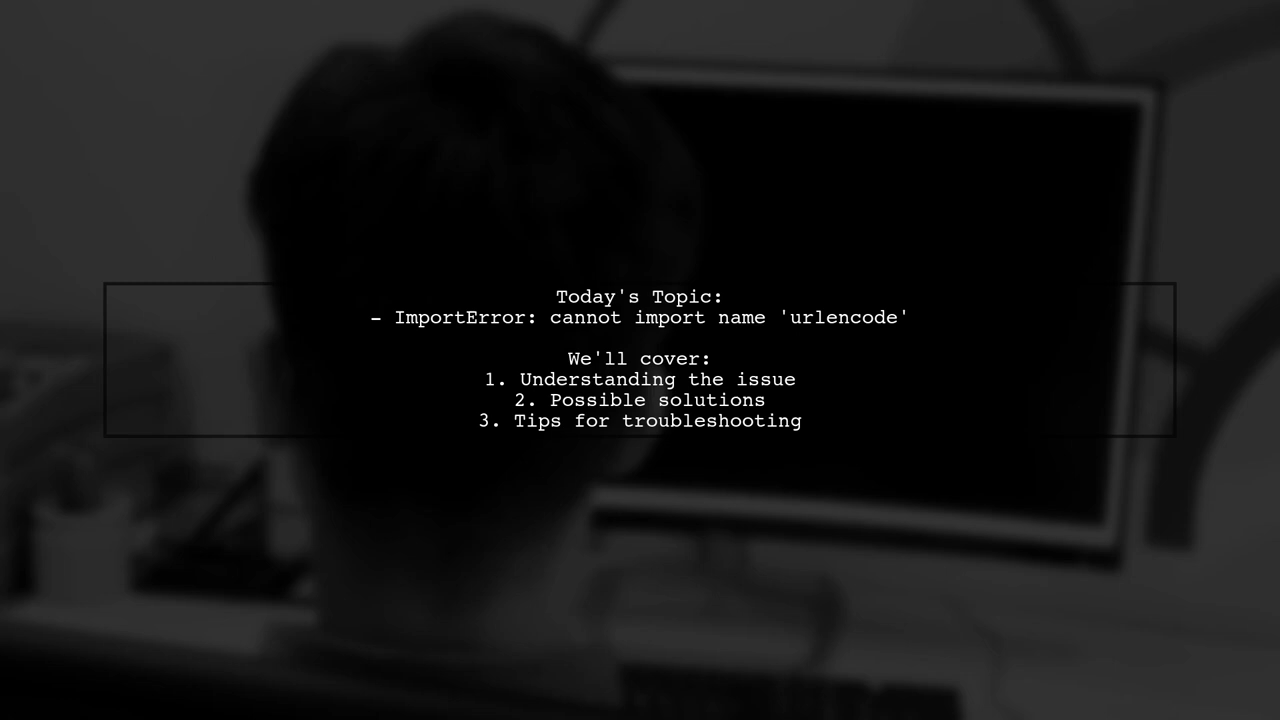 Today's Topic:
- ImportError: cannot import name 'urlencode'
We'll cover:
1. Understanding the issue
2. Possible solutions
3. Tips for troubleshooting